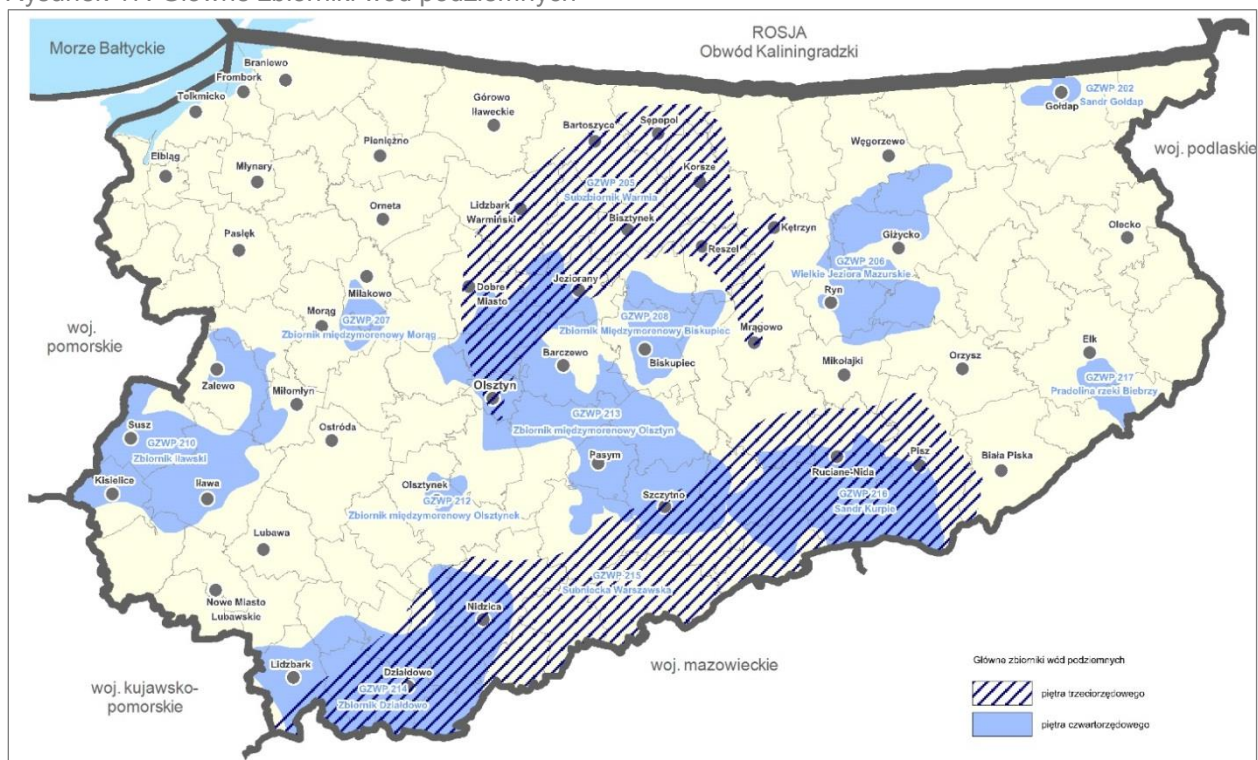 Rysunek 17. Główne zbiorniki wód podziemnych
Morze Bałtyckie
ROSJA
Obwód Kaliningradzki
Braniewo
Frombork
Tolkmicko
Górowo
Iławeckie
Bartoszyce
Sępopol
Gołdap
GZWP 202
Sandr Gołdap
woj. podlaskie
Elbląg
Młynary
Pieniężno
Korsze
Węgorzewo
GZWP 205
Subzbiornik Warmia
Orneta
Lidzbark
Warmiński
Bisztynek
Kętrzyn
Reszel
Giżycko
Olecko
Pasłęk
GZWP 206
Wielkie Jeziora Mazurskie
Miłakowo
Dobre
Miasto
Jeziorany
Ryn
woj.
pomorskie
Morąg
GZWP 207
Zbiornik międzymorenowy Morąg
GZWP 208
Zbiornik Międzymorenowy Biskupiec
Mrągowo
Barczewo
Biskupiec
Mikołajki
Orzysz
Ełk
GZWP 217
Pradolina rzeki Biebrzy
Zalewo
Miłomłyn
Olsztyn
GZWP 213
Zbiornik międzymorenowy Olsztyn
Susz
GZWP 210
Zbiornik Iławski
Ostróda
Pasym
Ruciane-Nida
Pisz
Biała Piska
Kisielice
Iława
Olsztynek
GZWP 212
Zbiornik międzymorenowy Olsztynek
Szczytno
GZWP 216
Sandr Kurpie
Lubawa
Nowe Miasto
Lubawskie
GZWP 215
Subniecka Warszawska
Nidzica
Lidzbark
Działdowo
GZWP 214
Zbiornik Działdowo
woj. mazowieckie
woj. kujawsko-
pomorskie
Główne zbiorniki wód podziemnych
piętra trzeciorzędowego
piętra czwartorzędowego